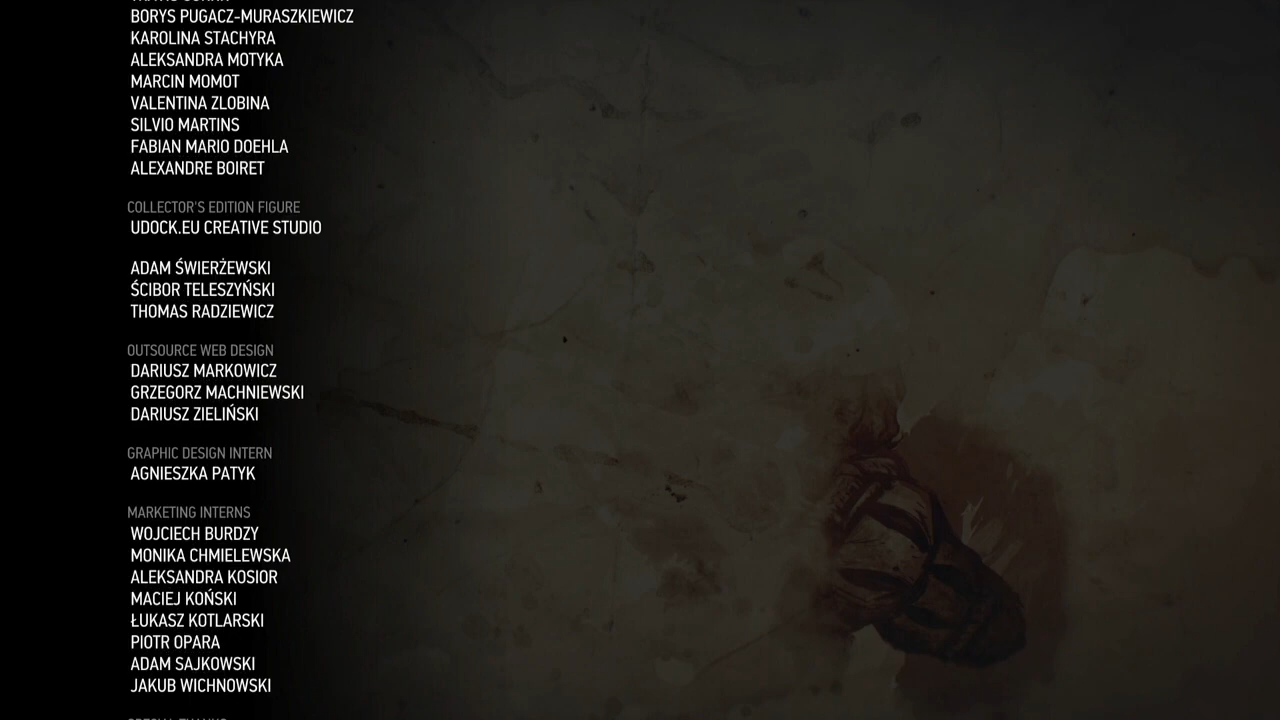 BORYS PUGACZ-MURASZKIEWICZ
KAROLINA STACHYRA
ALEKSANDRA MOTYKA
MARCIN MOMOT
VALENTINA ZLOBINA
SILVIO MARTINS
FABIAN MARIO DOEHLA
ALEXANDRE BOIRET
COLLECTOR'S EDITION FIGURE
UDOCK.EU CREATIVE STUDIO
ADAM ŚWIERŻEWSKI
ŚCIBOR TELESZYŃSKI
THOMAS RADZIEWICZ
OUTSOURCE WEB DESIGN
DARIUSZ MARKOWICZ
GRZEGORZ MACHNIEWSKI
DARIUSZ ZIELIŃSKI
GRAPHIC DESIGN INTERN
AGNIESZKA PATYK
MARKETING INTERNS
WOJCIECH BURDZY
MONIKA CHMIELEWSKA
ALEKSANDRA KOSIOR
MACIEJ KOŃSKI
ŁUKASZ KOTLARSKI
PIOTR OPARA
ADAM SAJKOWSKI
JAKUB WICHNOWSKI